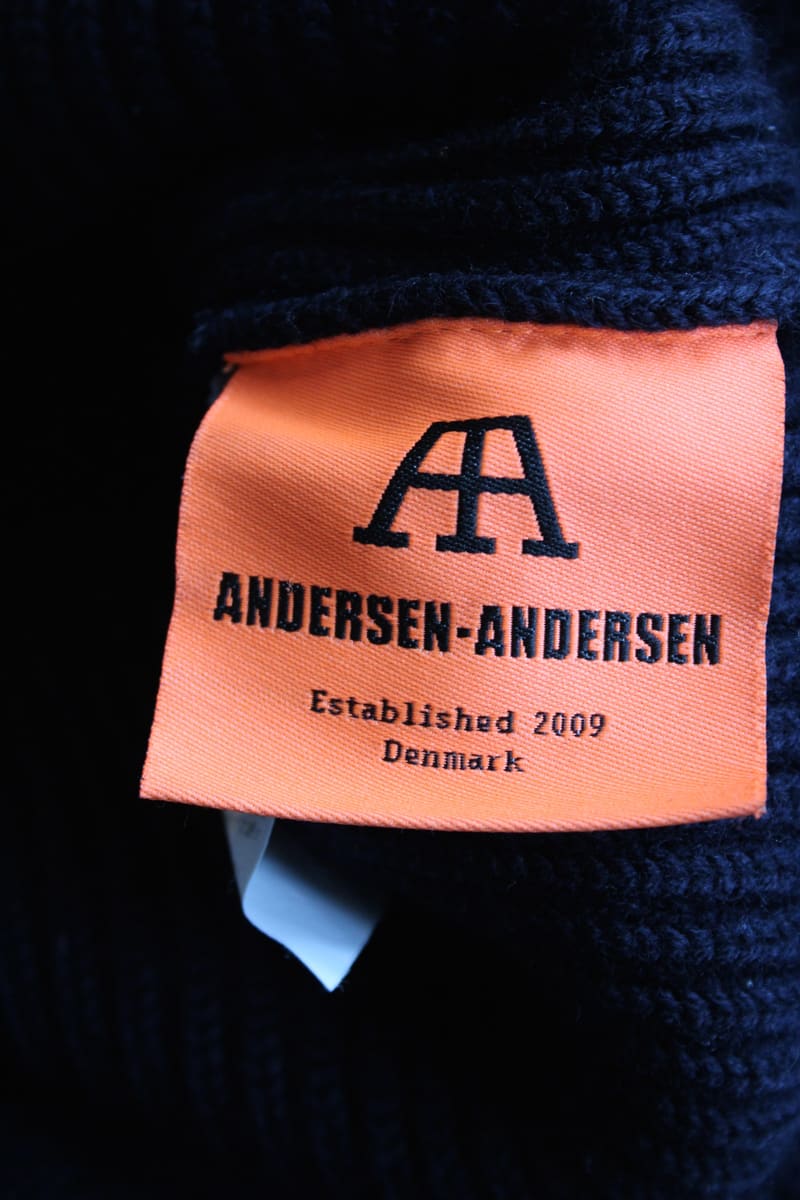 AA
ANDERSEN-ANDERSEN
Established 2009
Denmark